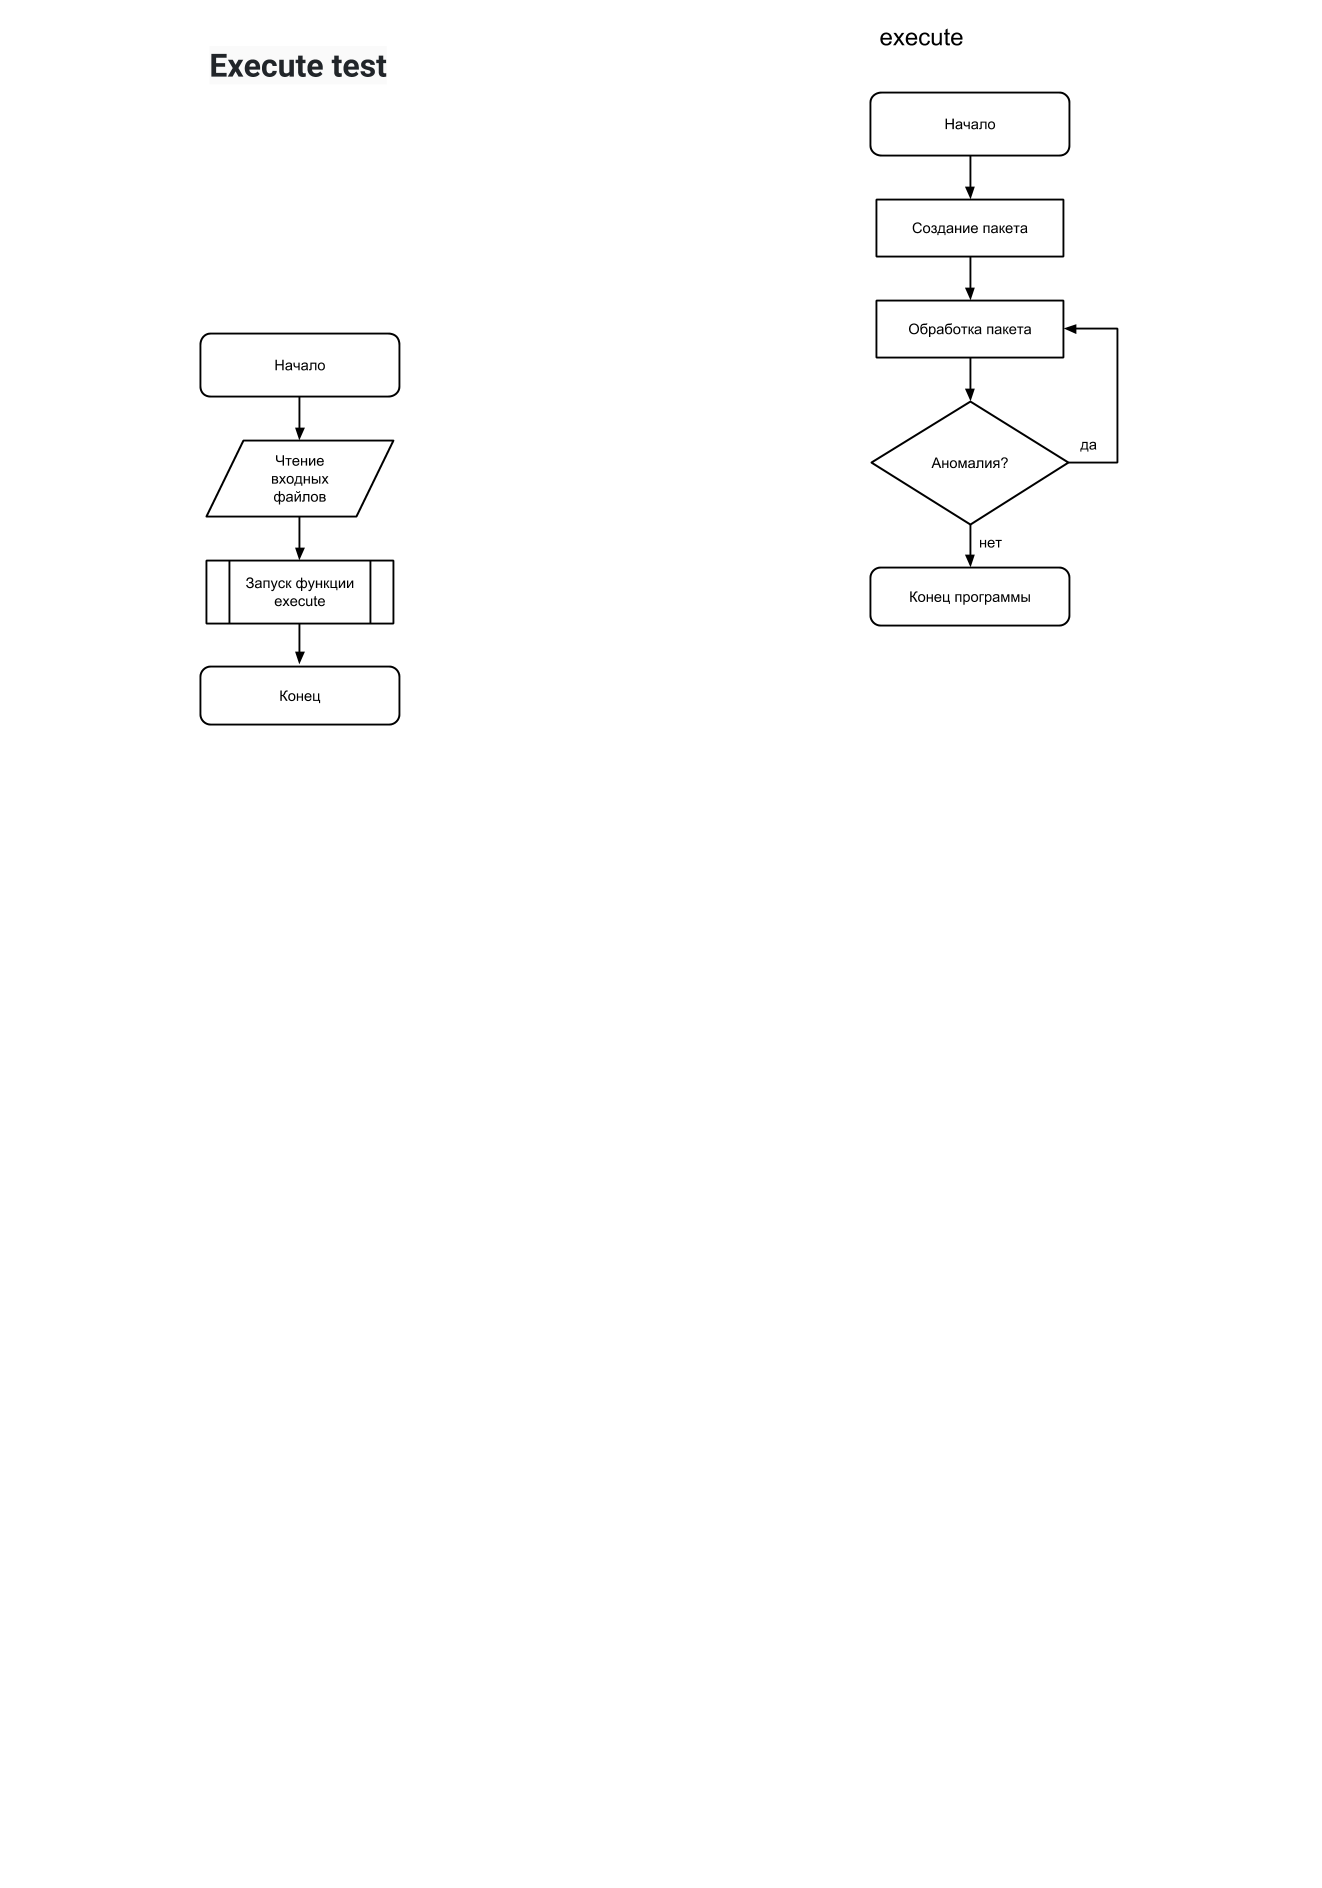 Execute test
Начало
Чтение
входных
файлов
Запуск функции
execute
Конец
execute
Начало
Создание пакета
Обработка пакета
Аномалия?
да
нет
Конец программы